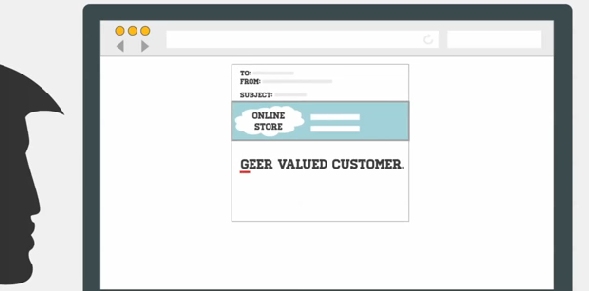 TO:
FROM:
SUBJECT:
ONLINE
STORE
GEER VALUED CUSTOMER.